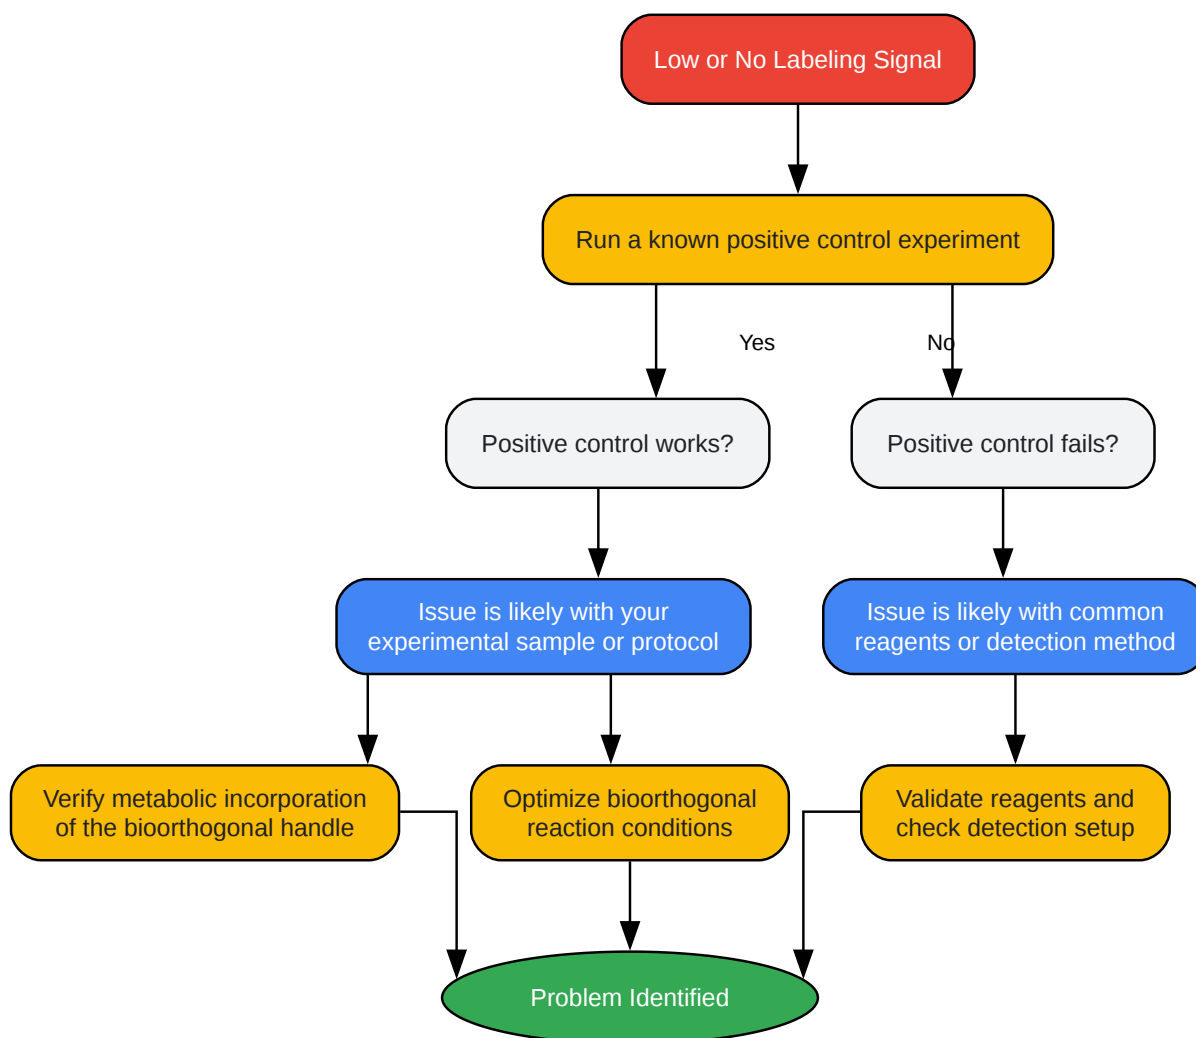 Low or No Labeling Signal
Run a known positive control experiment
Yes
No
Positive control works?
Positive control fails?
Issue is likely with your
experimental sample or protocol
Issue is likely with common
reagents or detection method
Verify metabolic incorporation
of the bioorthogonal handle
Optimize bioorthogonal
reaction conditions
Validate reagents and
check detection setup
Problem Identified